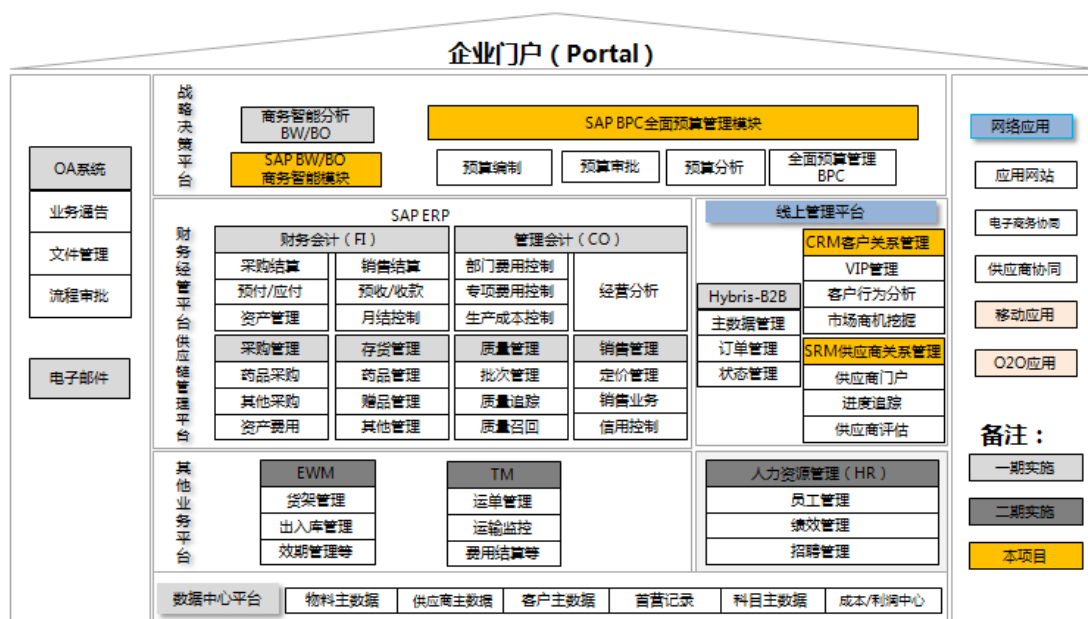 企业门户（Portal）
OA系统
业务通告
文件管理
流程审批
电子邮件
战略决策平台
商务智能分析
BW/BO
SAP BW/BO
商务智能模块
SAP BPC全面预算管理模块
预算编制
预算审批
预算分析
全面预算管理
BPC
财务经管平台
供应链管理平台
SAP ERP
财务会计（FI）
采购结算
销售结算
预付/应付
预收/收款
资产管理
月结控制
管理会计（CO）
部门费用控制
专项费用控制
生产成本控制
经营分析
采购管理
药品采购
其他采购
资产费用
存货管理
药品管理
赠品管理
其他管理
质量管理
批次管理
质量追踪
质量召回
销售管理
定价管理
销售业务
信用控制
线上管理平台
Hybris-B2B
主数据管理
订单管理
状态管理
CRM客户关系管理
VIP管理
客户行为分析
市场商机挖掘
SRM供应商关系管理
供应商门户
进度追踪
供应商评估
其他业务平台
EWM
货架管理
出入库管理
效期管理等
TM
运单管理
运输监控
费用结算等
人力资源管理（HR）
员工管理
绩效管理
招聘管理
数据中心平台
物料主数据
供应商主数据
客户主数据
首营记录
科目主数据
成本/利润中心
网络应用
应用网站
电子商务协同
供应商协同
移动应用
O2O应用
备注：
一期实施
二期实施
本项目